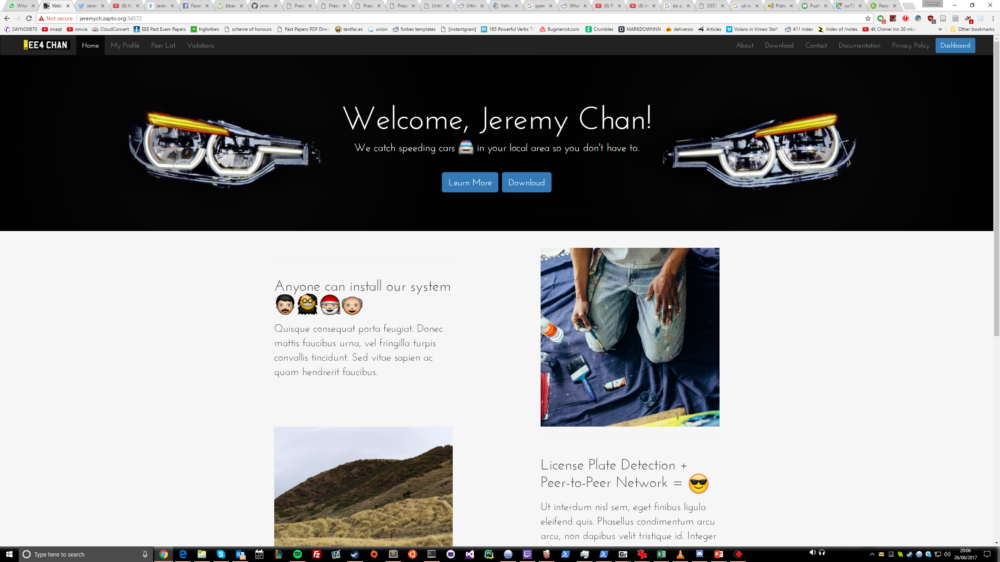 What
Welc
Jeren
(8) M
Jeren
Faceb
bbae
jeren
Prese
Prese
Prese
Prese
Untit
Ultim
Vehic
spee
What
(8) FU
(8) In
do p
3357
uk nu
Plate
Push
sw72
Rese
Jeremy
Not secure jeremych.zapto.org:34572
SAYNO0870 imaqt onivia CloudConvert EEE Past Exam Papers highstken scheme of honours Past Papers PDF Direc textfac.es union forbes templates [instantgram] 185 Powerful Verbs Th Bugmenot.com Crumbles MARKDOWNNN deliveroo Articles Volans in Vimeo Staff 411 index Index of /notes 4K Chimei inn 30 mbp » Other bookmarks
EE4 CHAN Home My Profile Peer List Violations About Download Contact Documentation Privacy Policy Dashboard
Welcome, Jeremy Chan!
We catch speeding cars 🚔 in your local area so you don't have to.
Learn More Download
Anyone can install our system
Quisque consequat porta feugiat. Donec
mattis faucibus urna, vel fringilla turpis
convallis tincidunt. Sed vitae sapien ac
quam hendrerit faucibus.
License Plate Detection +
Peer-to-Peer Network = 😎
Ut interdum nisl sem, eget finibus ligula
eleifend quis. Phasellus condimentum arcu
arcu, non dapibus velit tristique id. Integer
Type here to search
20:06
26/06/2017